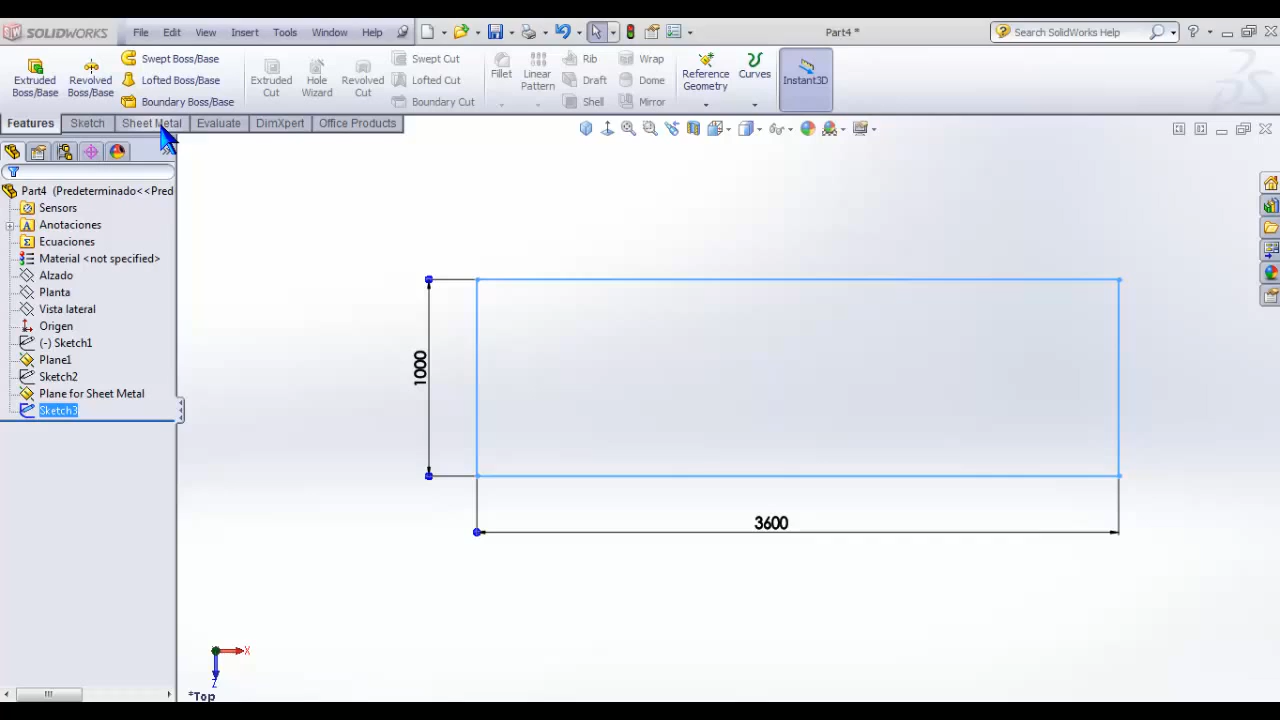 SOLIDWORKS File Edit View Insert Tools Window Help Part4 * Search SolidWorks Help
Extruded Boss/Base
Revolved Boss/Base
Swept Boss/Base
Lofted Boss/Base
Boundary Boss/Base
Extruded Cut
Hole Wizard
Revolved Cut
Swept Cut
Lofted Cut
Boundary Cut
Fillet
Linear Pattern
Rib
Draft
Shell
Wrap
Dome
Mirror
Reference Geometry
Curves
Instant3D
Features Sketch Sheet Metal Evaluate DimXpert Office Products
Part4 (Predeterminado<<Pred
Sensors
Anotaciones
Ecuaciones
Material <not specified>
Alzado
Planta
Vista lateral
Origen
(-) Sketch1
Plane1
Sketch2
Plane for Sheet Metal
Sketch3
1000
3600
X
Z
*Top